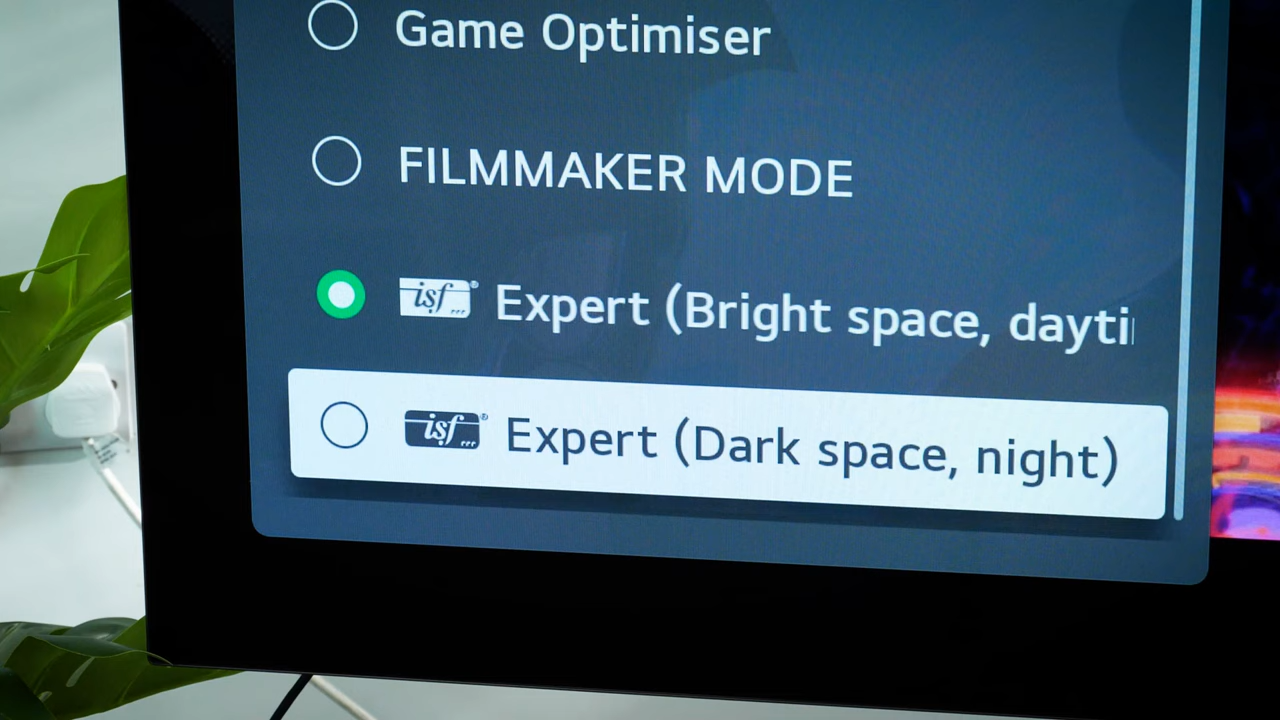 Game Optimiser
FILMMAKER MODE
isf® Expert (Bright space, dayti
isf® Expert (Dark space, night)